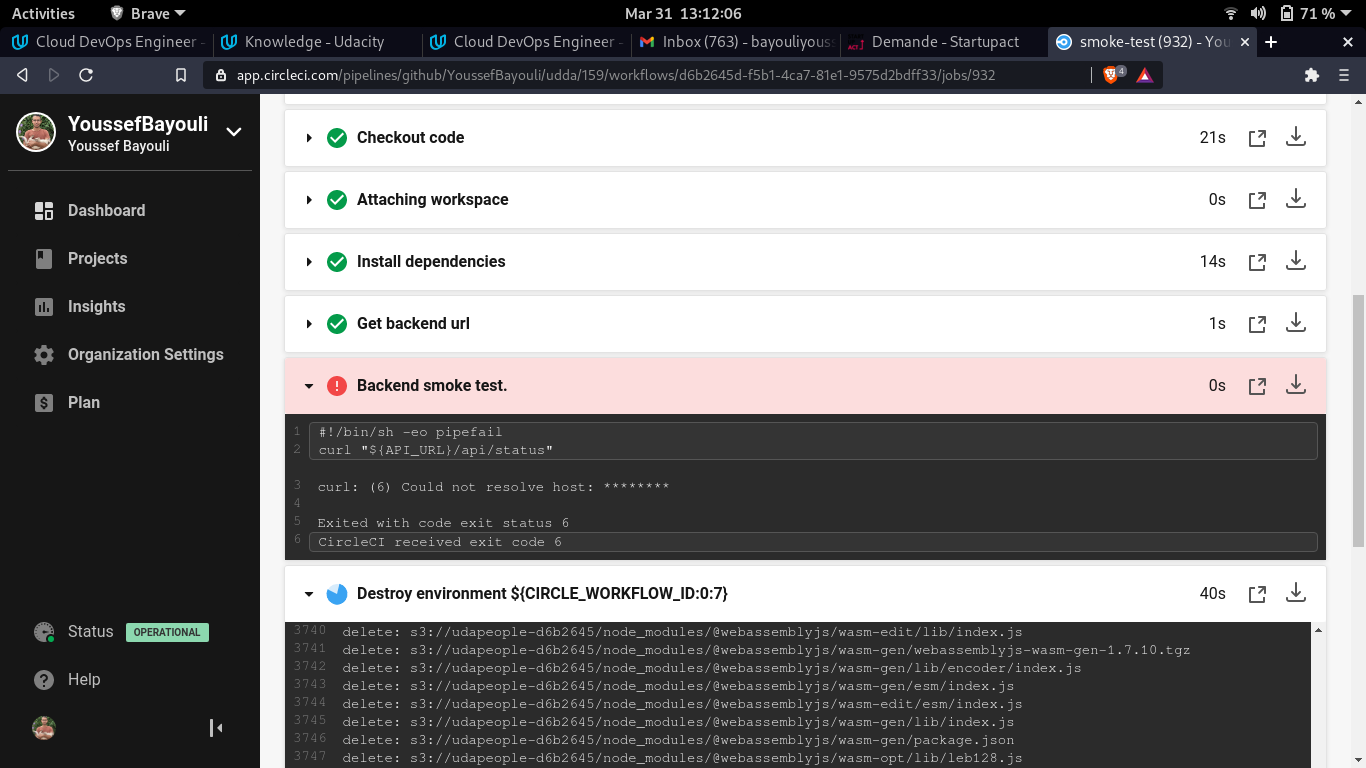 Activities
Brave
Mar 31 13:12:06
71 %
Cloud DevOps Engineer -
Knowledge - Udacity
Cloud DevOps Engineer -
Inbox (763) - bayouliyous
Demande - Startupact
smoke-test (932) - You
app.circleci.com/pipelines/github/YoussefBayouli/udda/159/workflows/d6b2645d-f5b1-4ca7-81e1-9575d2bdff33/jobs/932
4
YoussefBayouli
Youssef Bayouli
Dashboard
Projects
Insights
Organization Settings
Plan
Status OPERATIONAL
Help
Checkout code 21s
Attaching workspace 0s
Install dependencies 14s
Get backend url 1s
Backend smoke test. 0s
1 #!/bin/sh -eo pipefail
2 curl "${API_URL}/api/status"
3 curl: (6) Could not resolve host: ********
4
5 Exited with code exit status 6
6 CircleCI received exit code 6
Destroy environment ${CIRCLE_WORKFLOW_ID:0:7} 40s
3740 delete: s3://udapeople-d6b2645/node_modules/@webassemblyjs/wasm-edit/lib/index.js
3741 delete: s3://udapeople-d6b2645/node_modules/@webassemblyjs/wasm-gen/webassemblyjs-wasm-gen-1.7.10.tgz
3742 delete: s3://udapeople-d6b2645/node_modules/@webassemblyjs/wasm-gen/lib/encoder/index.js
3743 delete: s3://udapeople-d6b2645/node_modules/@webassemblyjs/wasm-gen/esm/index.js
3744 delete: s3://udapeople-d6b2645/node_modules/@webassemblyjs/wasm-edit/esm/index.js
3745 delete: s3://udapeople-d6b2645/node_modules/@webassemblyjs/wasm-gen/lib/index.js
3746 delete: s3://udapeople-d6b2645/node_modules/@webassemblyjs/wasm-gen/package.json
3747 delete: s3://udapeople-d6b2645/node_modules/@webassemblyjs/wasm-opt/lib/leb128.js